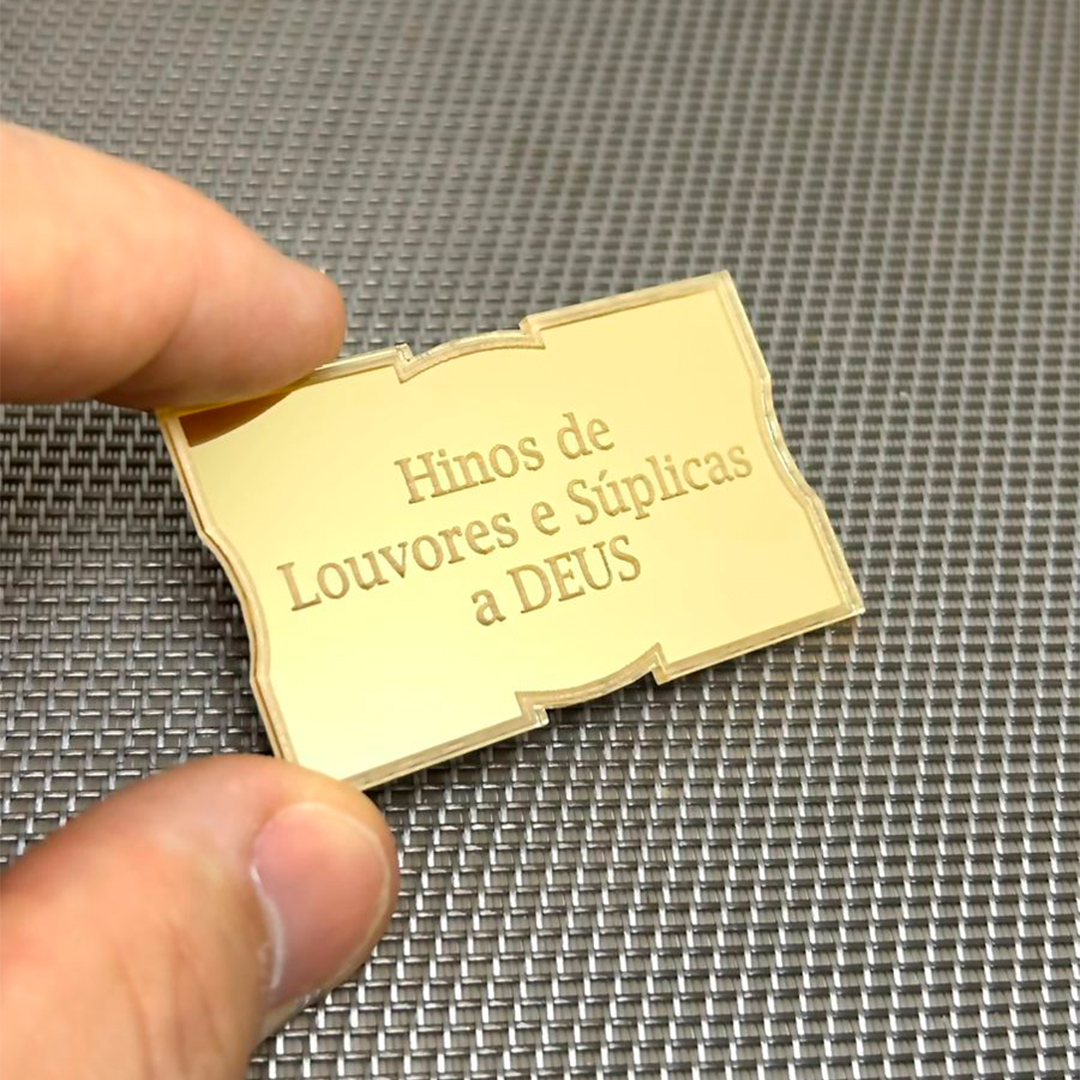 Hinos de
Louvores e Súplicas
a DEUS